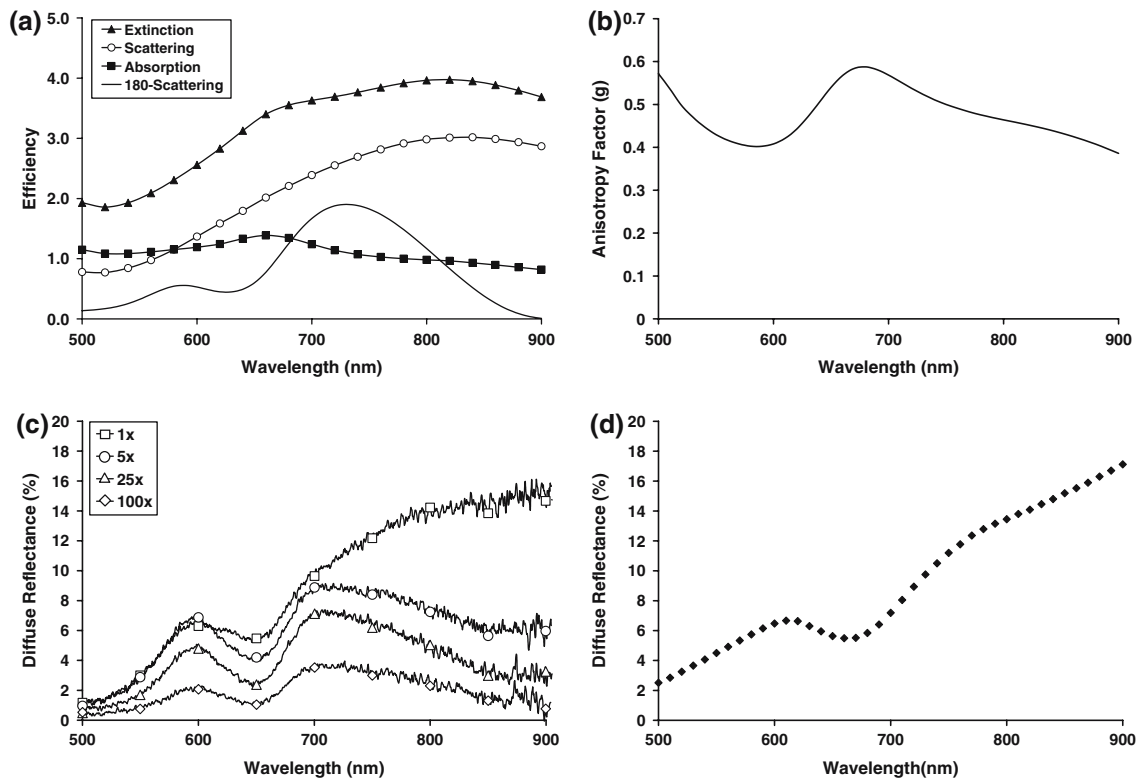 (a)
5.0
4.0
3.0
2.0
1.0
0.0
Efficiency
Extinction
Scattering
Absorption
180-Scattering
500
600
700
800
900
Wavelength (nm)
(b)
0.7
0.6
0.5
0.4
0.3
0.2
0.1
0
Anisotropy Factor (g)
500
600
700
800
900
Wavelength (nm)
(c)
20
18
16
14
12
10
8
6
4
2
0
Diffuse Reflectance (%)
1x
5x
25x
100x
500
600
700
800
900
Wavelength (nm)
(d)
20
18
16
14
12
10
8
6
4
2
0
Diffuse Reflectance (%)
500
600
700
800
900
Wavelength(nm)